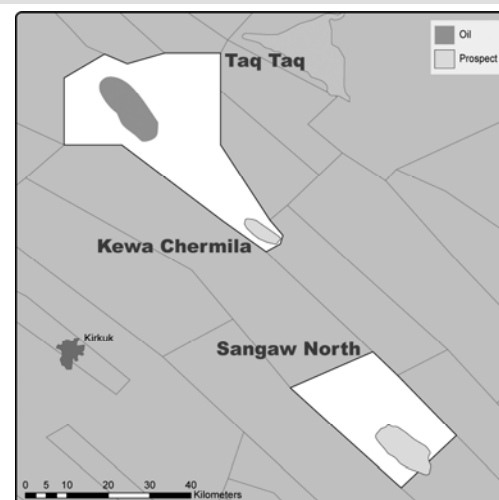 Oil
Prospect
Taq Taq
Kewa Chermila
Kirkuk
Sangaw North
0 5 10 20 30 40
Kilometers